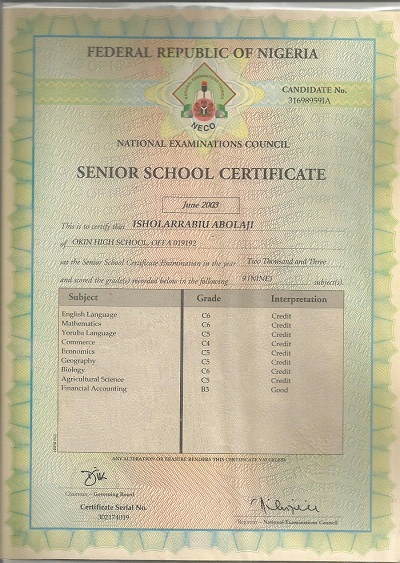 FEDERAL REPUBLIC OF NIGERIA
NECO
CANDIDATE No.
31698959IA
NATIONAL EXAMINATIONS COUNCIL
SENIOR SCHOOL CERTIFICATE
June 2003
This is to certify that ISHOLARRABIU ABOLAJI
of OKIN HIGH SCHOOL, OFFA 019192
sat the Senior School Certificate Examination in the year Two Thousand and Three
and scored the grade(s) recorded below in the following 9(NINE) subject(s).
Subject Grade Interpretation
English Language C6 Credit
Mathematics C6 Credit
Yoruba Language C5 Credit
Commerce C4 Credit
Economics C5 Credit
Geography C5 Credit
Biology C6 Credit
Agricultural Science C5 Credit
Financial Accounting B3 Good
ANY ALTERATION OR ERASURE RENDERS THIS CERTIFICATE VALUELESS
Chairman – Governing Board
Certificate Serial No.
302174019
Registrar – National Examinations Council